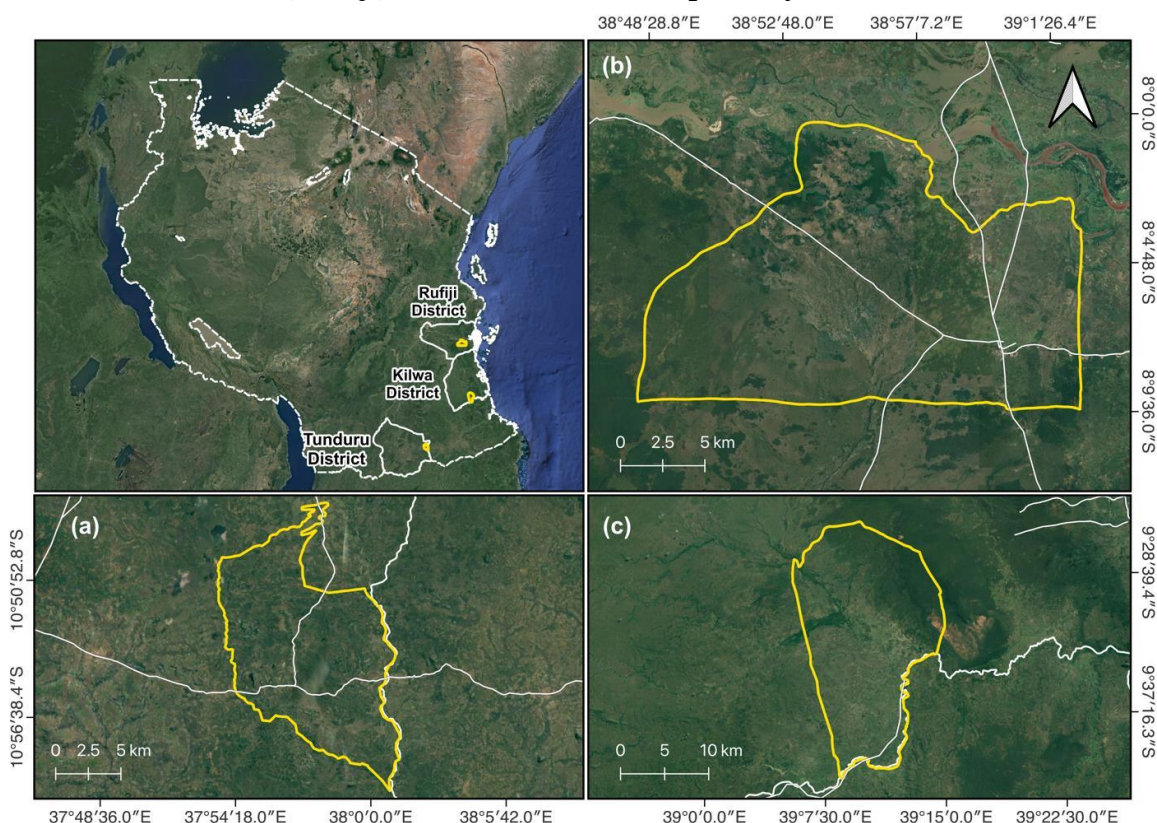 38°48′28.8″E 38°52′48.0″E 38°57′7.2″E 39°1′26.4″E
(b)
8°0′0.0″S
8°4′48.0″S
8°9′36.0″S
0 2.5 5 km
Rufiji
District
Kilwa
District
Tunduru
District
(a)
10°50′52.8″S
10°56′38.4″S
0 2.5 5 km
37°48′36.0″E 37°54′18.0″E 38°0′0.0″E 38°5′42.0″E
(c)
9°28′39.4″S
9°37′16.3″S
0 5 10 km
39°0′0.0″E 39°7′30.0″E 39°15′0.0″E 39°22′30.0″E